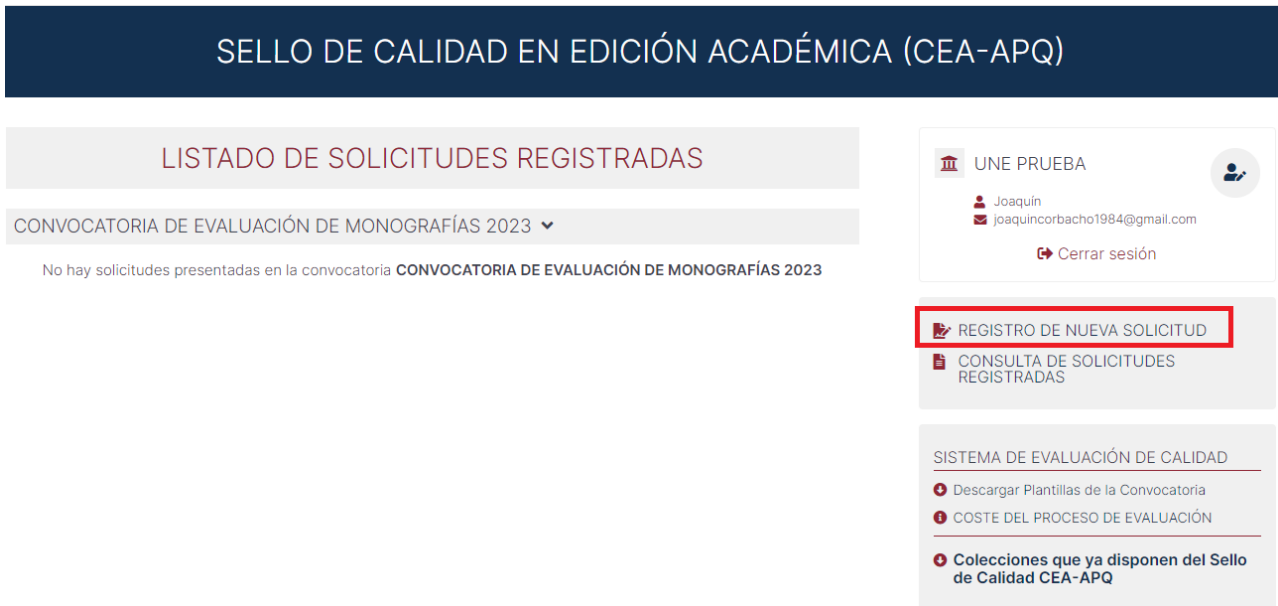 SELLO DE CALIDAD EN EDICIÓN ACADÉMICA (CEA-APQ)
LISTADO DE SOLICITUDES REGISTRADAS
CONVOCATORIA DE EVALUACIÓN DE MONOGRAFÍAS 2023
No hay solicitudes presentadas en la convocatoria CONVOCATORIA DE EVALUACIÓN DE MONOGRAFÍAS 2023
UNE PRUEBA
Joaquín
joaquincorbacho1984@gmail.com
Cerrar sesión
REGISTRO DE NUEVA SOLICITUD
CONSULTA DE SOLICITUDES
REGISTRADAS
SISTEMA DE EVALUACIÓN DE CALIDAD
Descargar Plantillas de la Convocatoria
COSTE DEL PROCESO DE EVALUACIÓN
Colecciones que ya disponen del Sello
de Calidad CEA-APQ